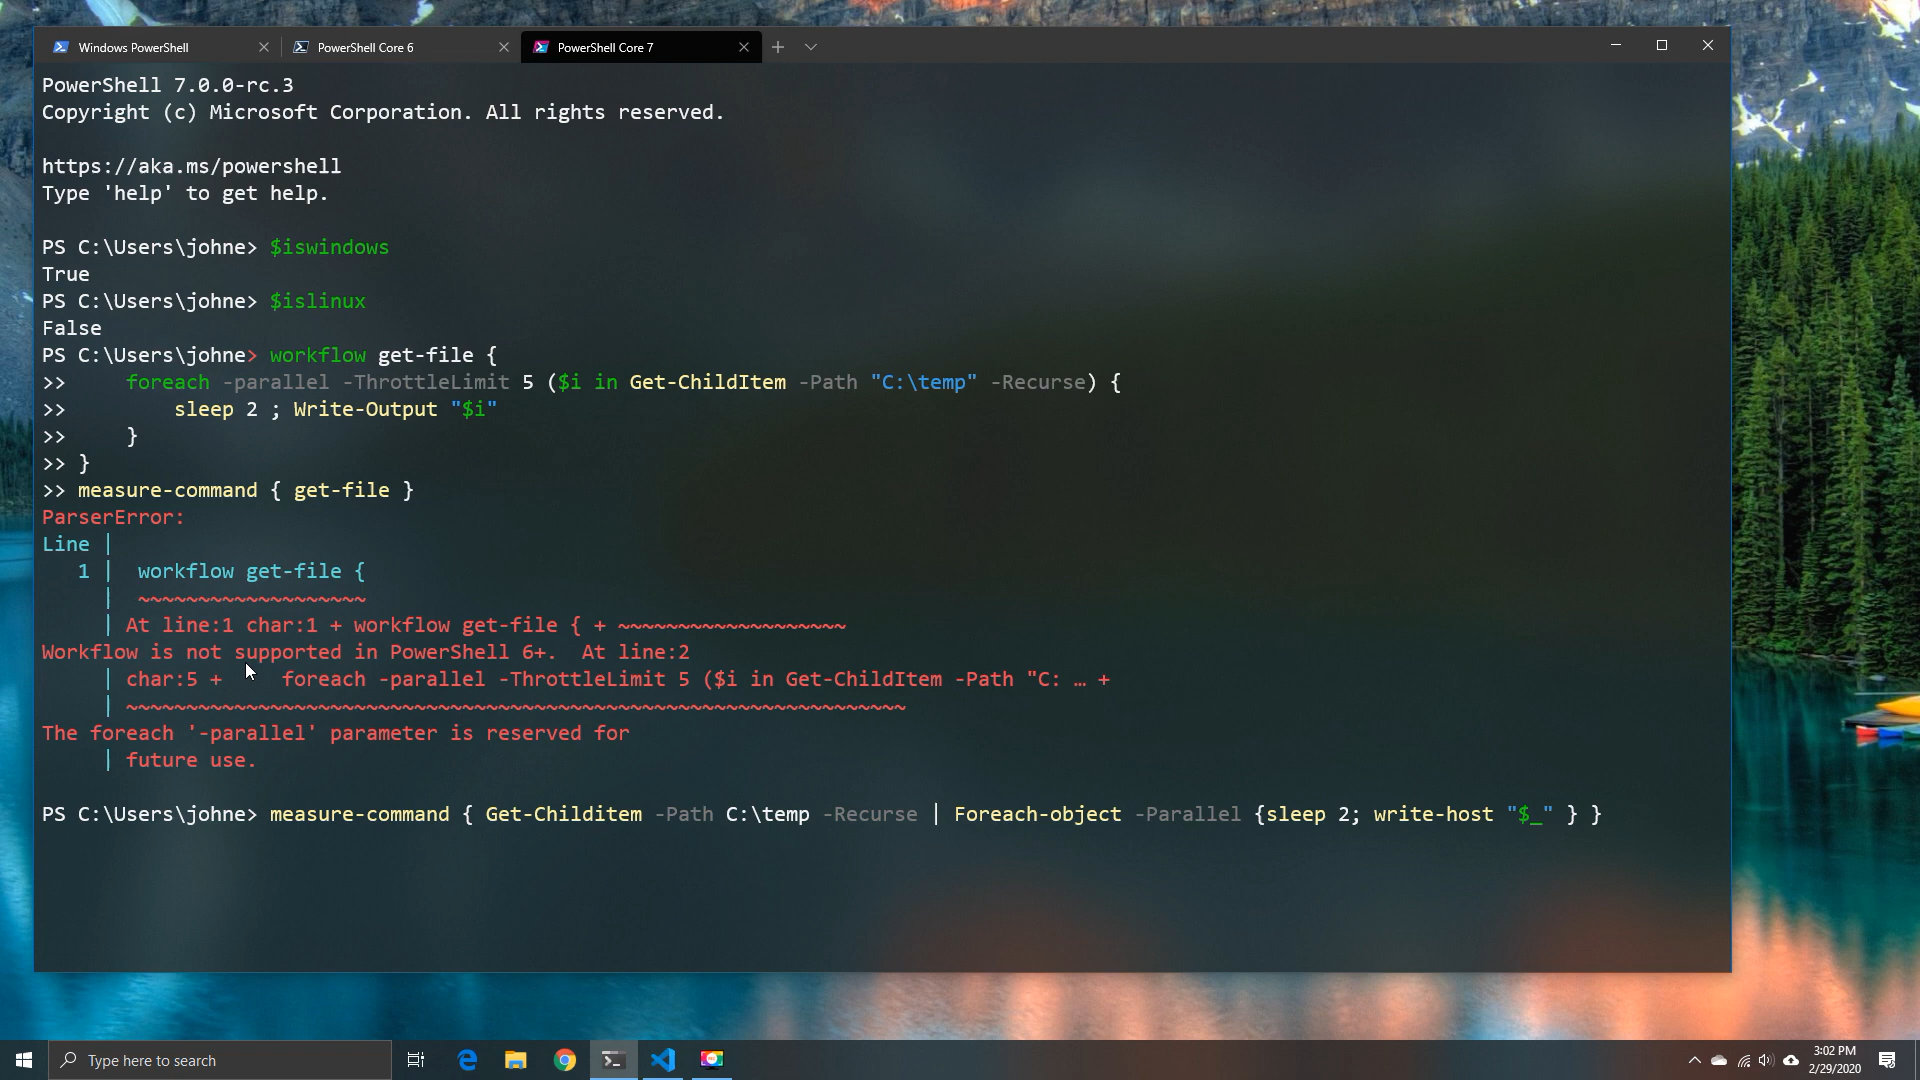 Windows PowerShell
PowerShell Core 6
PowerShell Core 7
PowerShell 7.0.0-rc.3
Copyright (c) Microsoft Corporation. All rights reserved.
https://aka.ms/powershell
Type 'help' to get help.
PS C:\Users\johne> $iswindows
True
PS C:\Users\johne> $islinux
False
PS C:\Users\johne> workflow get-file {
>>     foreach -parallel -ThrottleLimit 5 ($i in Get-ChildItem -Path "C:\temp" -Recurse) {
>>         sleep 2 ; Write-Output "$i"
>>     }
>> }
>> measure-command { get-file }
ParserError:
Line |
   1 |  workflow get-file {
     |  ~~~~~~~~~~~~~~~~~~~
     | At line:1 char:1 + workflow get-file { + ~~~~~~~~~~~~~~~~~~~
Workflow is not supported in PowerShell 6+.  At line:2
     | char:5 +     foreach -parallel -ThrottleLimit 5 ($i in Get-ChildItem -Path "C: … +
     | ~~~~~~~~~~~~~~~~~~~~~~~~~~~~~~~~~~~~~~~~~~~~~~~~~~~~~~~~~~~~~~~~~
The foreach '-parallel' parameter is reserved for
     | future use.
PS C:\Users\johne> measure-command { Get-Childitem -Path C:\temp -Recurse | Foreach-object -Parallel {sleep 2; write-host "$_" } }
Type here to search
3:02 PM
2/29/2020